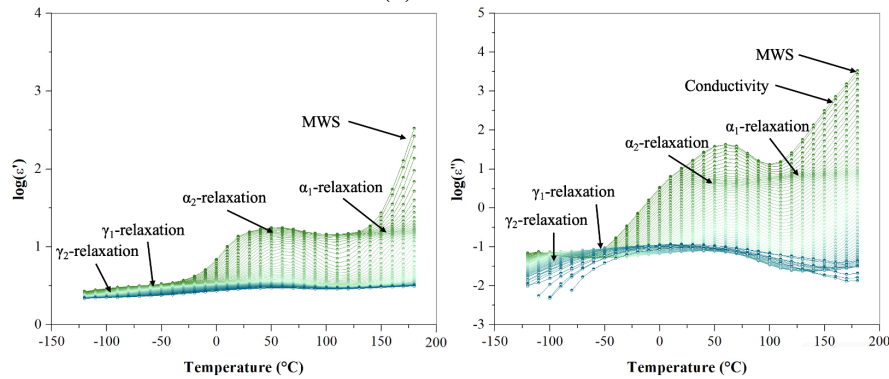 4
3
2
1
0
log(ε')
-150
-100
-50
0
50
100
150
200
Temperature (°C)
MWS
α₂-relaxation
α₁-relaxation
γ₁-relaxation
γ₂-relaxation
5
4
3
2
1
0
-1
-2
-3
log(ε'')
-150
-100
-50
0
50
100
150
200
Temperature (°C)
MWS
Conductivity
α₂-relaxation
α₁-relaxation
γ₁-relaxation
γ₂-relaxation